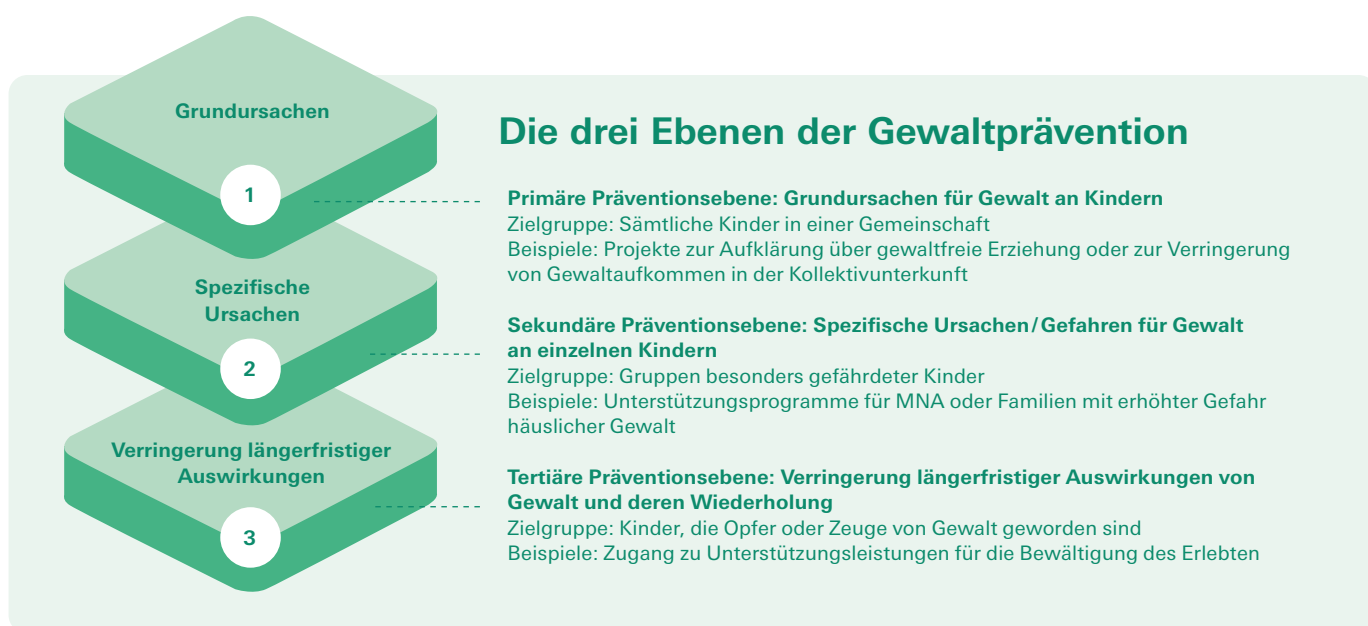 Grundursachen
1
Spezifische
Ursachen
2
Verringerung längerfristiger
Auswirkungen
3
Die drei Ebenen der Gewaltprävention
Primäre Präventionsebene: Grundursachen für Gewalt an Kindern
Zielgruppe: Sämtliche Kinder in einer Gemeinschaft
Beispiele: Projekte zur Aufklärung über gewaltfreie Erziehung oder zur Verringerung
von Gewaltaufkommen in der Kollektivunterkunft
Sekundäre Präventionsebene: Spezifische Ursachen/Gefahren für Gewalt
an einzelnen Kindern
Zielgruppe: Gruppen besonders gefährdeter Kinder
Beispiele: Unterstützungsprogramme für MNA oder Familien mit erhöhter Gefahr
häuslicher Gewalt
Tertiäre Präventionsebene: Verringerung längerfristiger Auswirkungen von
Gewalt und deren Wiederholung
Zielgruppe: Kinder, die Opfer oder Zeuge von Gewalt geworden sind
Beispiele: Zugang zu Unterstützungsleistungen für die Bewältigung des Erlebten